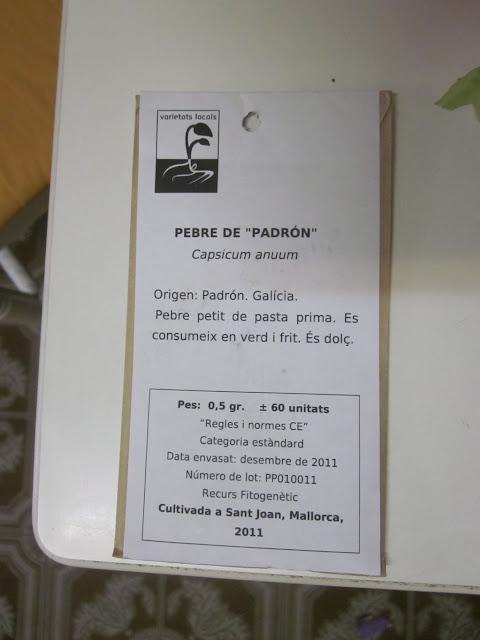 varietats locals
PEBRE DE "PADRÓN"
Capsicum anuum
Origen: Padrón. Galícia.
Pebre petit de pasta prima. Es
consumeix en verd i frit. És dolç.
Pes: 0,5 gr. ± 60 unitats
“Regles i normes CE”
Categoria estàndard
Data envasat: desembre de 2011
Número de lot: PP010011
Recurs Fitogenètic
Cultivada a Sant Joan, Mallorca,
2011